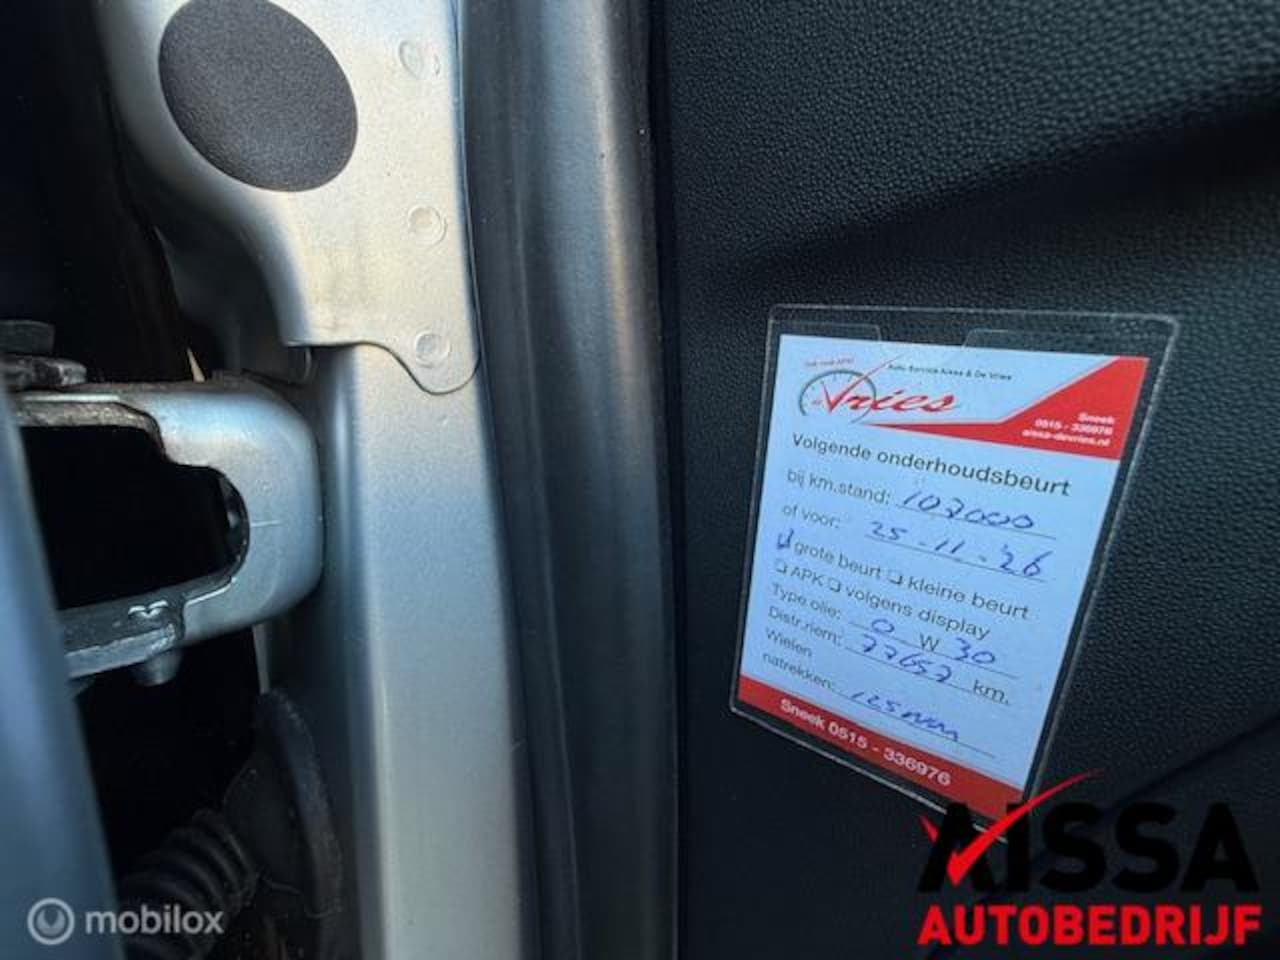 Auto Service Aissa & De Vries
de Vries
Sneek
0515 - 336976
aissa-devries.nl
Volgende onderhoudsbeurt
bij km.stand: 107000
of voor: 25-11-'26
grote beurt ❏ kleine beurt
❏ APK ❏ volgens display
Type olie: 0 W 30
Distr.riem: 77657 km.
Wielen
natrekken: 125 NM
Sneek 0515 - 336976
AISSA
AUTOBEDRIJF
mobilox